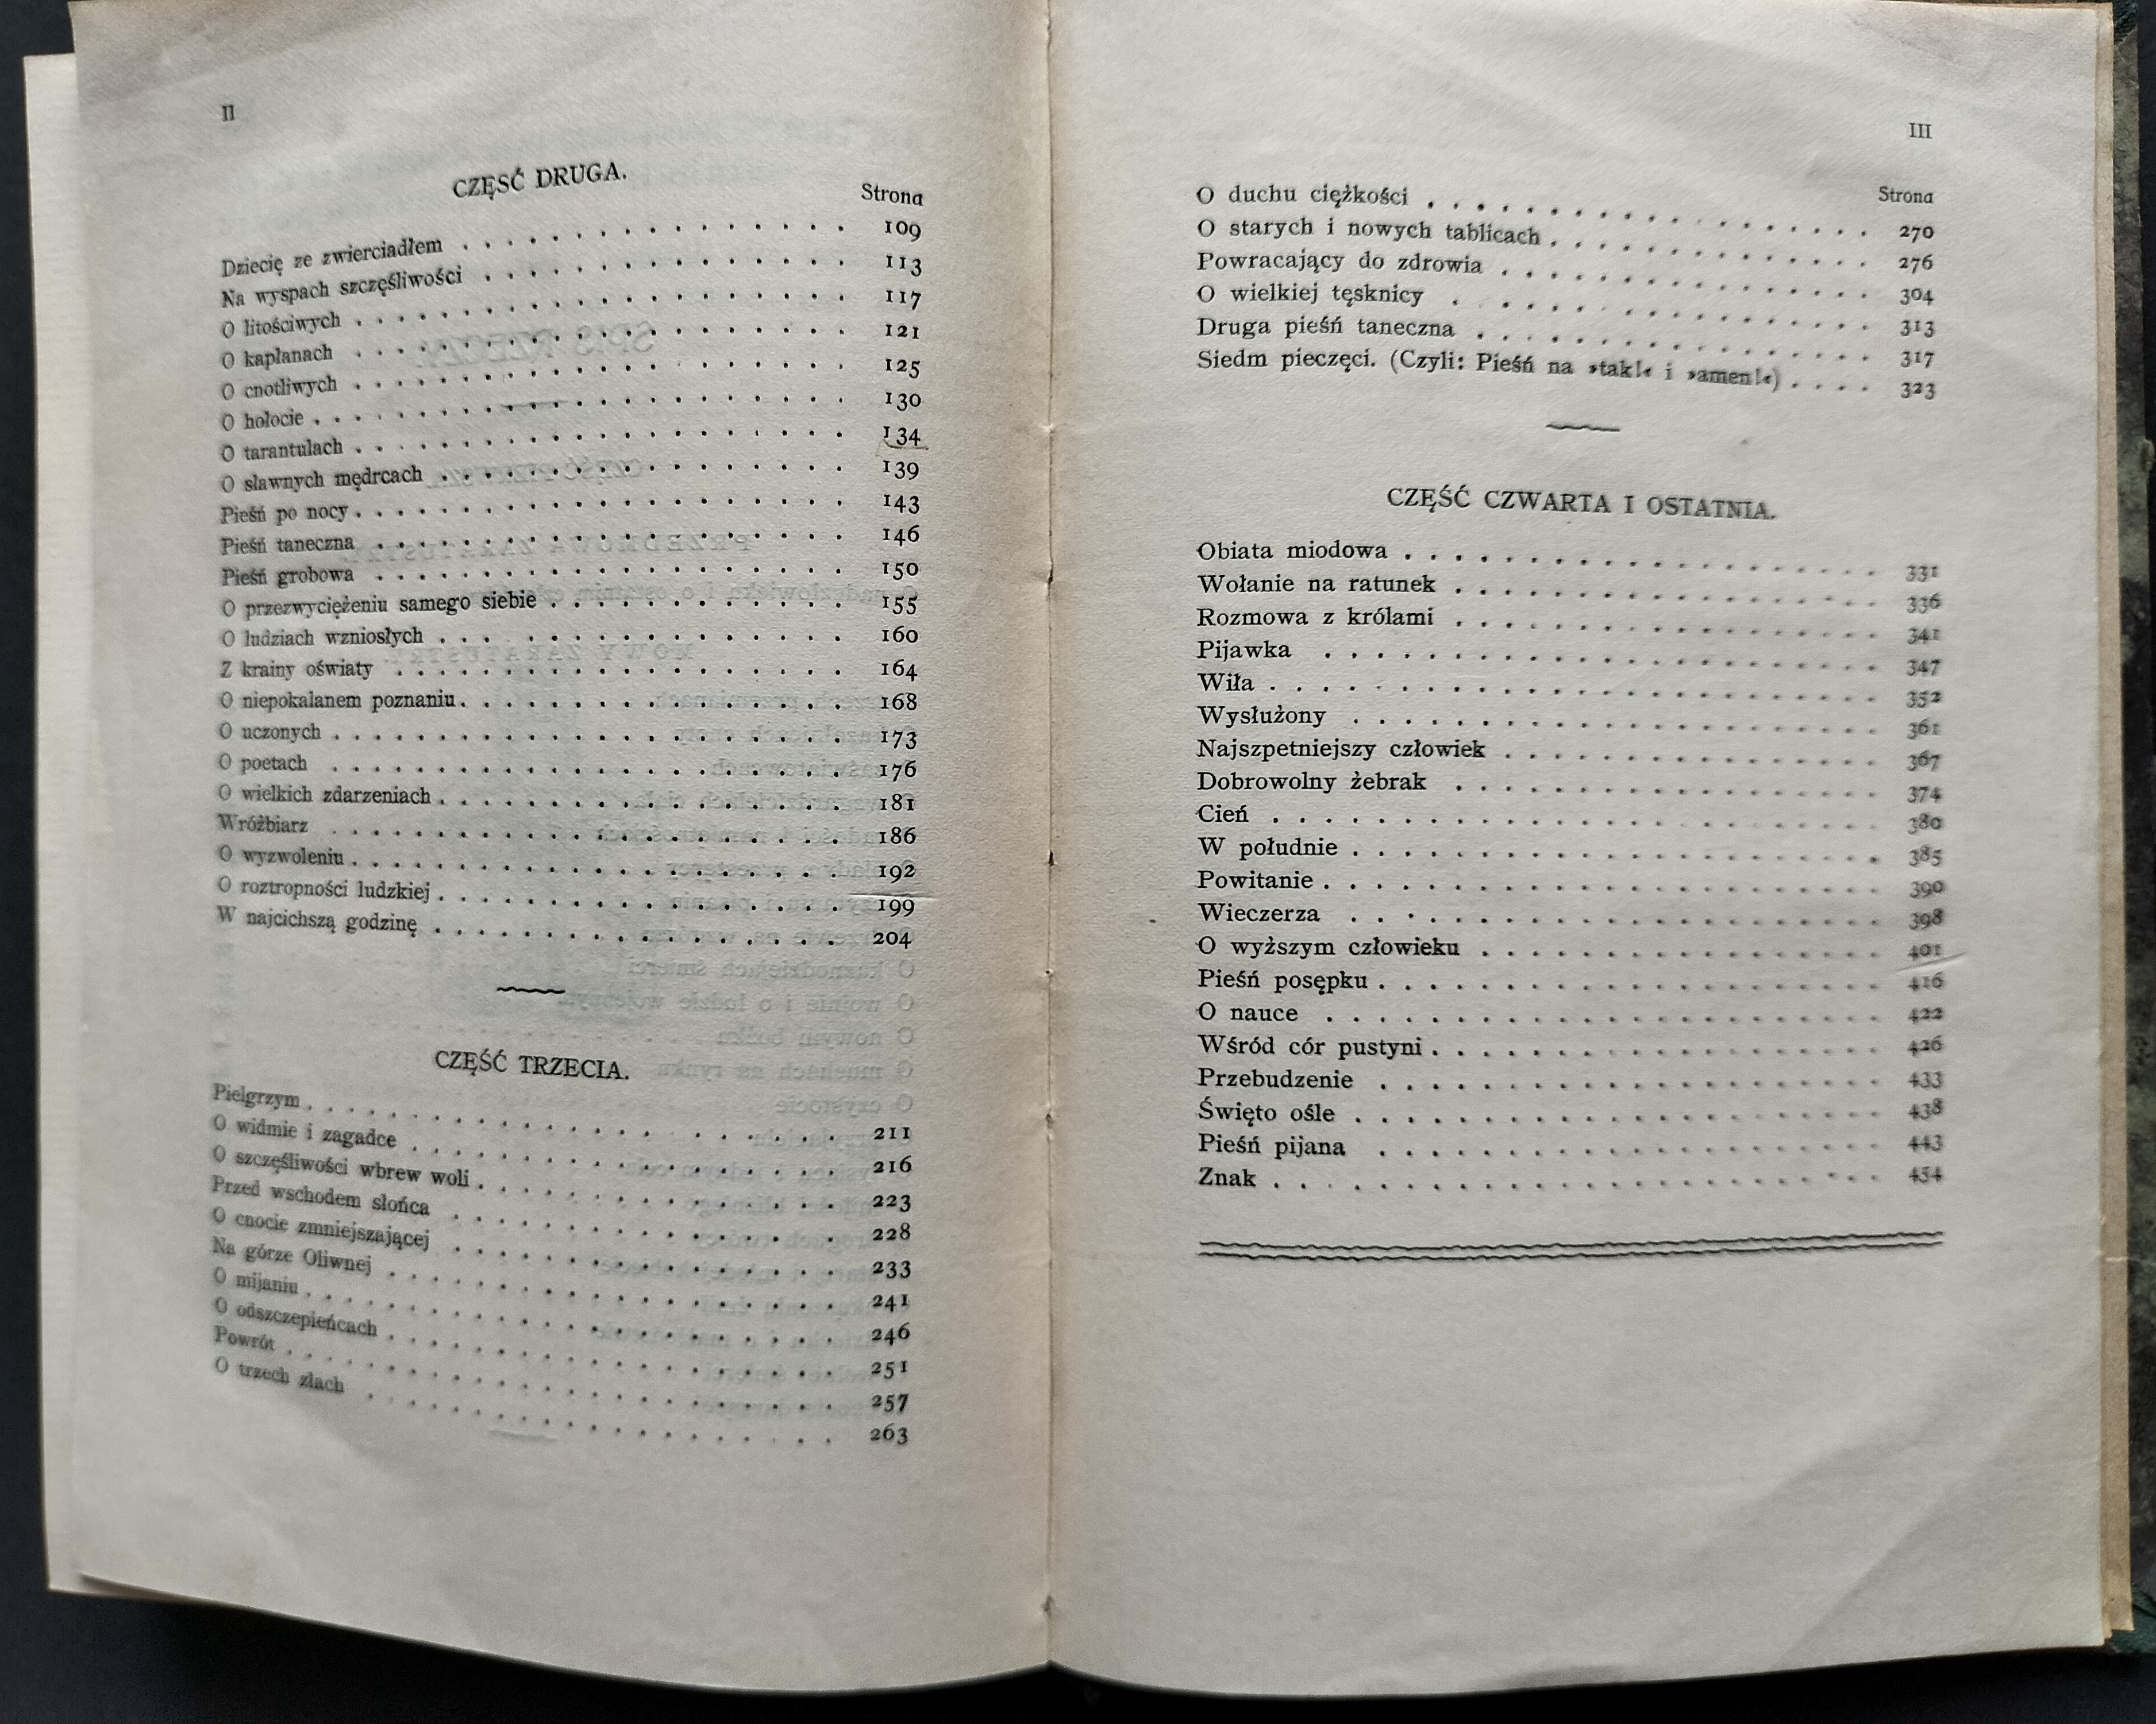 II
CZĘŚĆ DRUGA.
Strona
Dziecię ze zwierciadłem . . . . . . . . . . . . . . 109
Na wyspach szczęśliwości . . . . . . . . . . . . . 113
O litościwych . . . . . . . . . . . . . . . . . . 117
O kapłanach . . . . . . . . . . . . . . . . . . 121
O cnotliwych . . . . . . . . . . . . . . . . . . 125
O hołocie . . . . . . . . . . . . . . . . . . . 130
O tarantulach . . . . . . . . . . . . . . . . . . 134
O sławnych mędrcach . . . . . . . . . . . . . . . 139
Pieśń po nocy . . . . . . . . . . . . . . . . . . 143
Pieśń taneczna . . . . . . . . . . . . . . . . . 146
Pieśń grobowa . . . . . . . . . . . . . . . . . 150
O przezwyciężeniu samego siebie . . . . . . . . . . . 155
O ludziach wzniosłych . . . . . . . . . . . . . . 160
Z krainy oświaty . . . . . . . . . . . . . . . . 164
O niepokalanem poznaniu . . . . . . . . . . . . . . 168
O uczonych . . . . . . . . . . . . . . . . . . 173
O poetach . . . . . . . . . . . . . . . . . . 176
O wielkich zdarzeniach . . . . . . . . . . . . . . 181
Wróżbiarz . . . . . . . . . . . . . . . . . . 186
O wyzwoleniu . . . . . . . . . . . . . . . . . . 192
O roztropności ludzkiej . . . . . . . . . . . . . . 199
W najcichszą godzinę . . . . . . . . . . . . . . 204
CZĘŚĆ TRZECIA.
Pielgrzym . . . . . . . . . . . . . . . . . . 211
O widmie i zagadce . . . . . . . . . . . . . . . 216
O szczęśliwości wbrew woli . . . . . . . . . . . . . 223
Przed wschodem słońca . . . . . . . . . . . . . . 228
O cnocie zmniejszającej . . . . . . . . . . . . . . 233
Na górze Oliwnej . . . . . . . . . . . . . . . . 241
O mijaniu . . . . . . . . . . . . . . . . . . . 246
O odszczepieńcach . . . . . . . . . . . . . . . . 251
Powrót . . . . . . . . . . . . . . . . . . . . 257
O trzech złach . . . . . . . . . . . . . . . . . 263
III
Strona
O duchu ciężkości . . . . . . . . . . . . . . . . 270
O starych i nowych tablicach . . . . . . . . . . . . 276
Powracający do zdrowia . . . . . . . . . . . . . . 304
O wielkiej tęsknicy . . . . . . . . . . . . . . . 313
Druga pieśń taneczna . . . . . . . . . . . . . . . 317
Siedm pieczęci. (Czyli: Pieśń na »tak!« i »amen!«) . . . . 323
CZĘŚĆ CZWARTA I OSTATNIA.
Obiata miodowa . . . . . . . . . . . . . . . . . 331
Wołanie na ratunek . . . . . . . . . . . . . . . 336
Rozmowa z królami . . . . . . . . . . . . . . . 341
Pijawka . . . . . . . . . . . . . . . . . . . 347
Wiła . . . . . . . . . . . . . . . . . . . . . 352
Wysłużony . . . . . . . . . . . . . . . . . . 361
Najszpetniejszy człowiek . . . . . . . . . . . . . 367
Dobrowolny żebrak . . . . . . . . . . . . . . . 374
Cień . . . . . . . . . . . . . . . . . . . . . 380
W południe . . . . . . . . . . . . . . . . . . 385
Powitanie . . . . . . . . . . . . . . . . . . . 390
Wieczerza . . . . . . . . . . . . . . . . . . 398
O wyższym człowieku . . . . . . . . . . . . . . 401
Pieśń posępku . . . . . . . . . . . . . . . . . 416
O nauce . . . . . . . . . . . . . . . . . . . 422
Wśród cór pustyni . . . . . . . . . . . . . . . . 426
Przebudzenie . . . . . . . . . . . . . . . . . 433
Święto ośle . . . . . . . . . . . . . . . . . . 438
Pieśń pijana . . . . . . . . . . . . . . . . . 443
Znak . . . . . . . . . . . . . . . . . . . . . 454